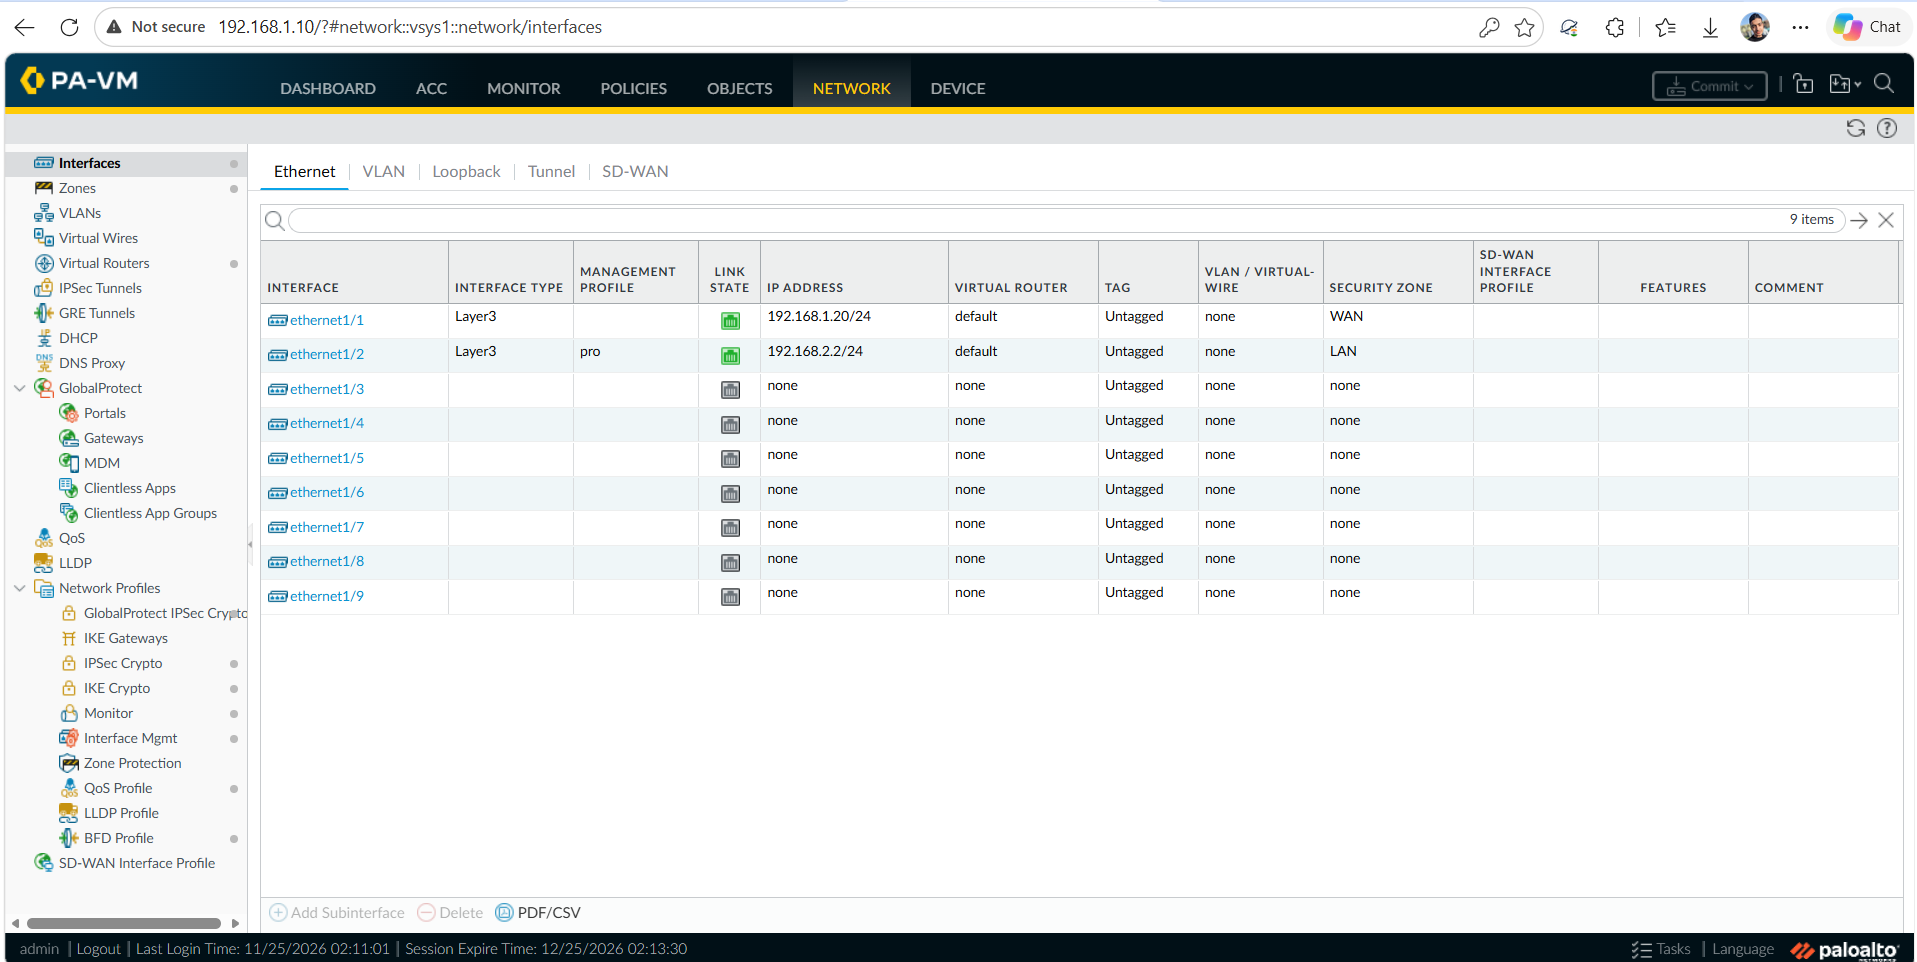 Not secure 192.168.1.10/?#network::vsys1::network/interfaces Chat
PA-VM DASHBOARD ACC MONITOR POLICIES OBJECTS NETWORK DEVICE Commit
Interfaces
Zones
VLANs
Virtual Wires
Virtual Routers
IPSec Tunnels
GRE Tunnels
DHCP
DNS Proxy
GlobalProtect
Portals
Gateways
MDM
Clientless Apps
Clientless App Groups
QoS
LLDP
Network Profiles
GlobalProtect IPSec Crypto
IKE Gateways
IPSec Crypto
IKE Crypto
Monitor
Interface Mgmt
Zone Protection
QoS Profile
LLDP Profile
BFD Profile
SD-WAN Interface Profile
Ethernet VLAN Loopback Tunnel SD-WAN
9 items
INTERFACE INTERFACE TYPE MANAGEMENT PROFILE LINK STATE IP ADDRESS VIRTUAL ROUTER TAG VLAN / VIRTUAL-WIRE SECURITY ZONE SD-WAN INTERFACE PROFILE FEATURES COMMENT
ethernet1/1 Layer3 192.168.1.20/24 default Untagged none WAN
ethernet1/2 Layer3 pro 192.168.2.2/24 default Untagged none LAN
ethernet1/3 none none Untagged none none
ethernet1/4 none none Untagged none none
ethernet1/5 none none Untagged none none
ethernet1/6 none none Untagged none none
ethernet1/7 none none Untagged none none
ethernet1/8 none none Untagged none none
ethernet1/9 none none Untagged none none
Add Subinterface Delete PDF/CSV
admin | Logout | Last Login Time: 11/25/2026 02:11:01 | Session Expire Time: 12/25/2026 02:13:30 Tasks | Language paloalto NETWORKS